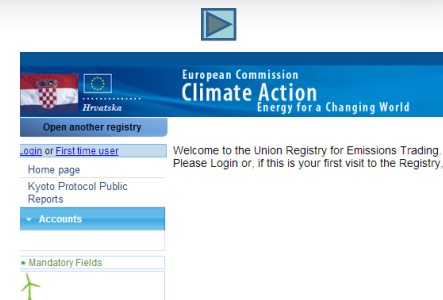 European Commission
Climate Action
Energy for a Changing World
Hrvatska
Open another registry
Login or First time user
Home page
Kyoto Protocol Public
Reports
Accounts
Mandatory Fields
Welcome to the Union Registry for Emissions Trading.
Please Login or, if this is your first visit to the Registry,